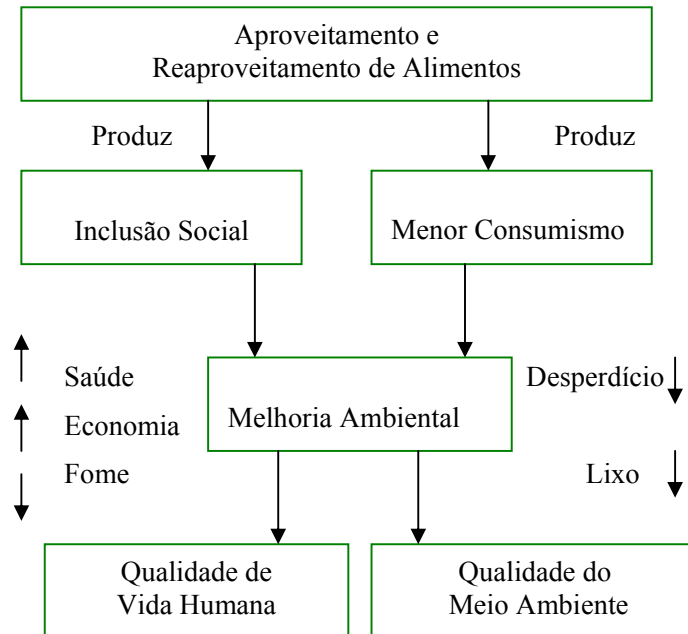 Aproveitamento e
Reaproveitamento de Alimentos
Produz
Produz
Inclusão Social
Menor Consumismo
Saúde
Desperdício
Economia
Melhoria Ambiental
Fome
Lixo
Qualidade de
Vida Humana
Qualidade do
Meio Ambiente